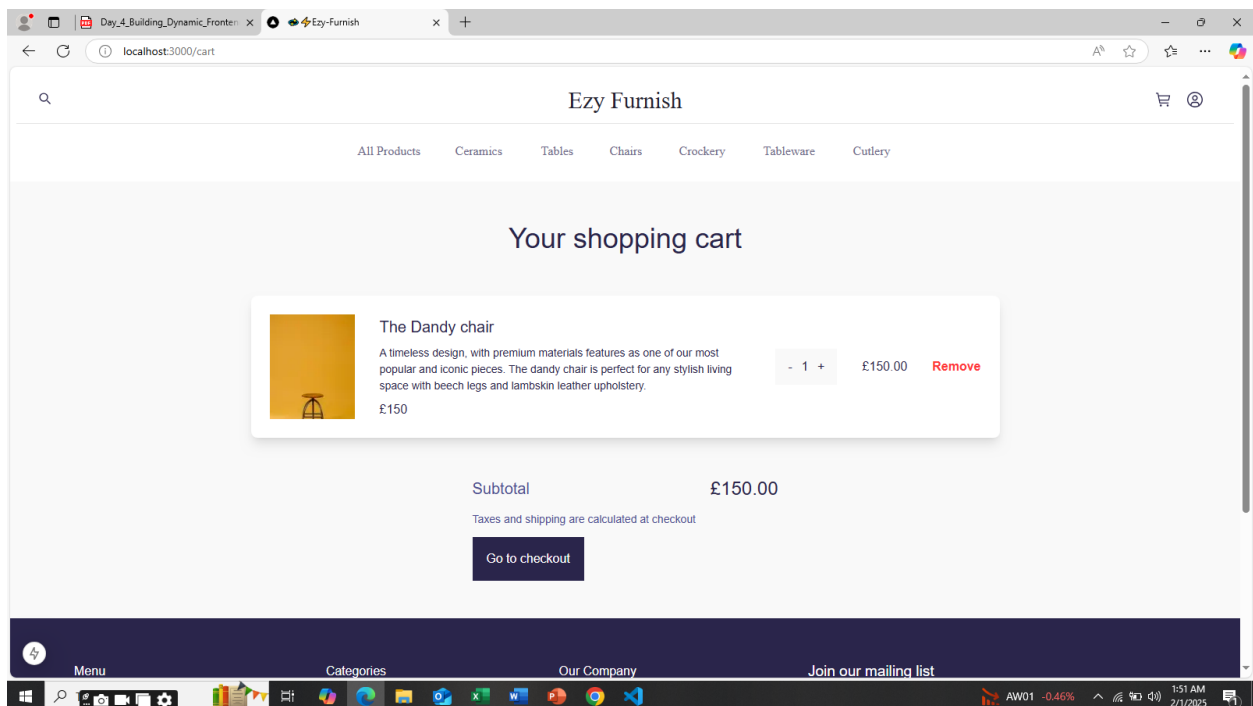 Day_4_Building_Dynamic_Fronten
Ezy-Furnish
localhost:3000/cart
Ezy Furnish
All Products Ceramics Tables Chairs Crockery Tableware Cutlery
Your shopping cart
The Dandy chair
A timeless design, with premium materials features as one of our most
popular and iconic pieces. The dandy chair is perfect for any stylish living
space with beech legs and lambskin leather upholstery.
£150
- 1 +
£150.00
Remove
Subtotal £150.00
Taxes and shipping are calculated at checkout
Go to checkout
Menu Categories Our Company Join our mailing list
AW01 -0.46%
1:51 AM
2/1/2025